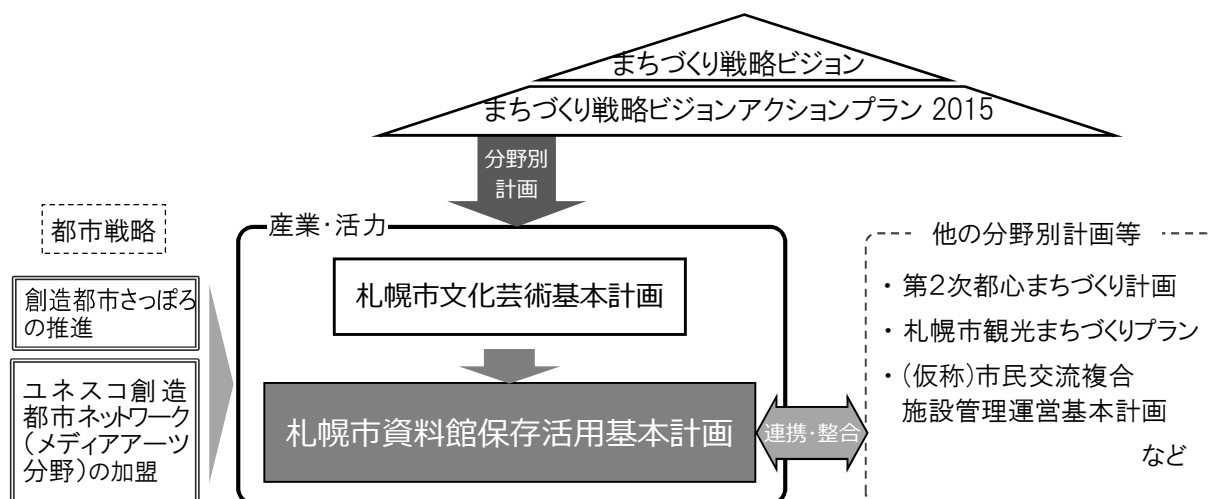 まちづくり戦略ビジョン
まちづくり戦略ビジョンアクションプラン 2015
分野別
計画
都市戦略
創造都市さっぽろ
の推進
ユネスコ創造
都市ネットワーク
(メディアアーツ
分野)の加盟
産業・活力
札幌市文化芸術基本計画
札幌市資料館保存活用基本計画
連携・整合
他の分野別計画等
・ 第2次都心まちづくり計画
・ 札幌市観光まちづくりプラン
・ (仮称)市民交流複合
施設管理運営基本計画
など